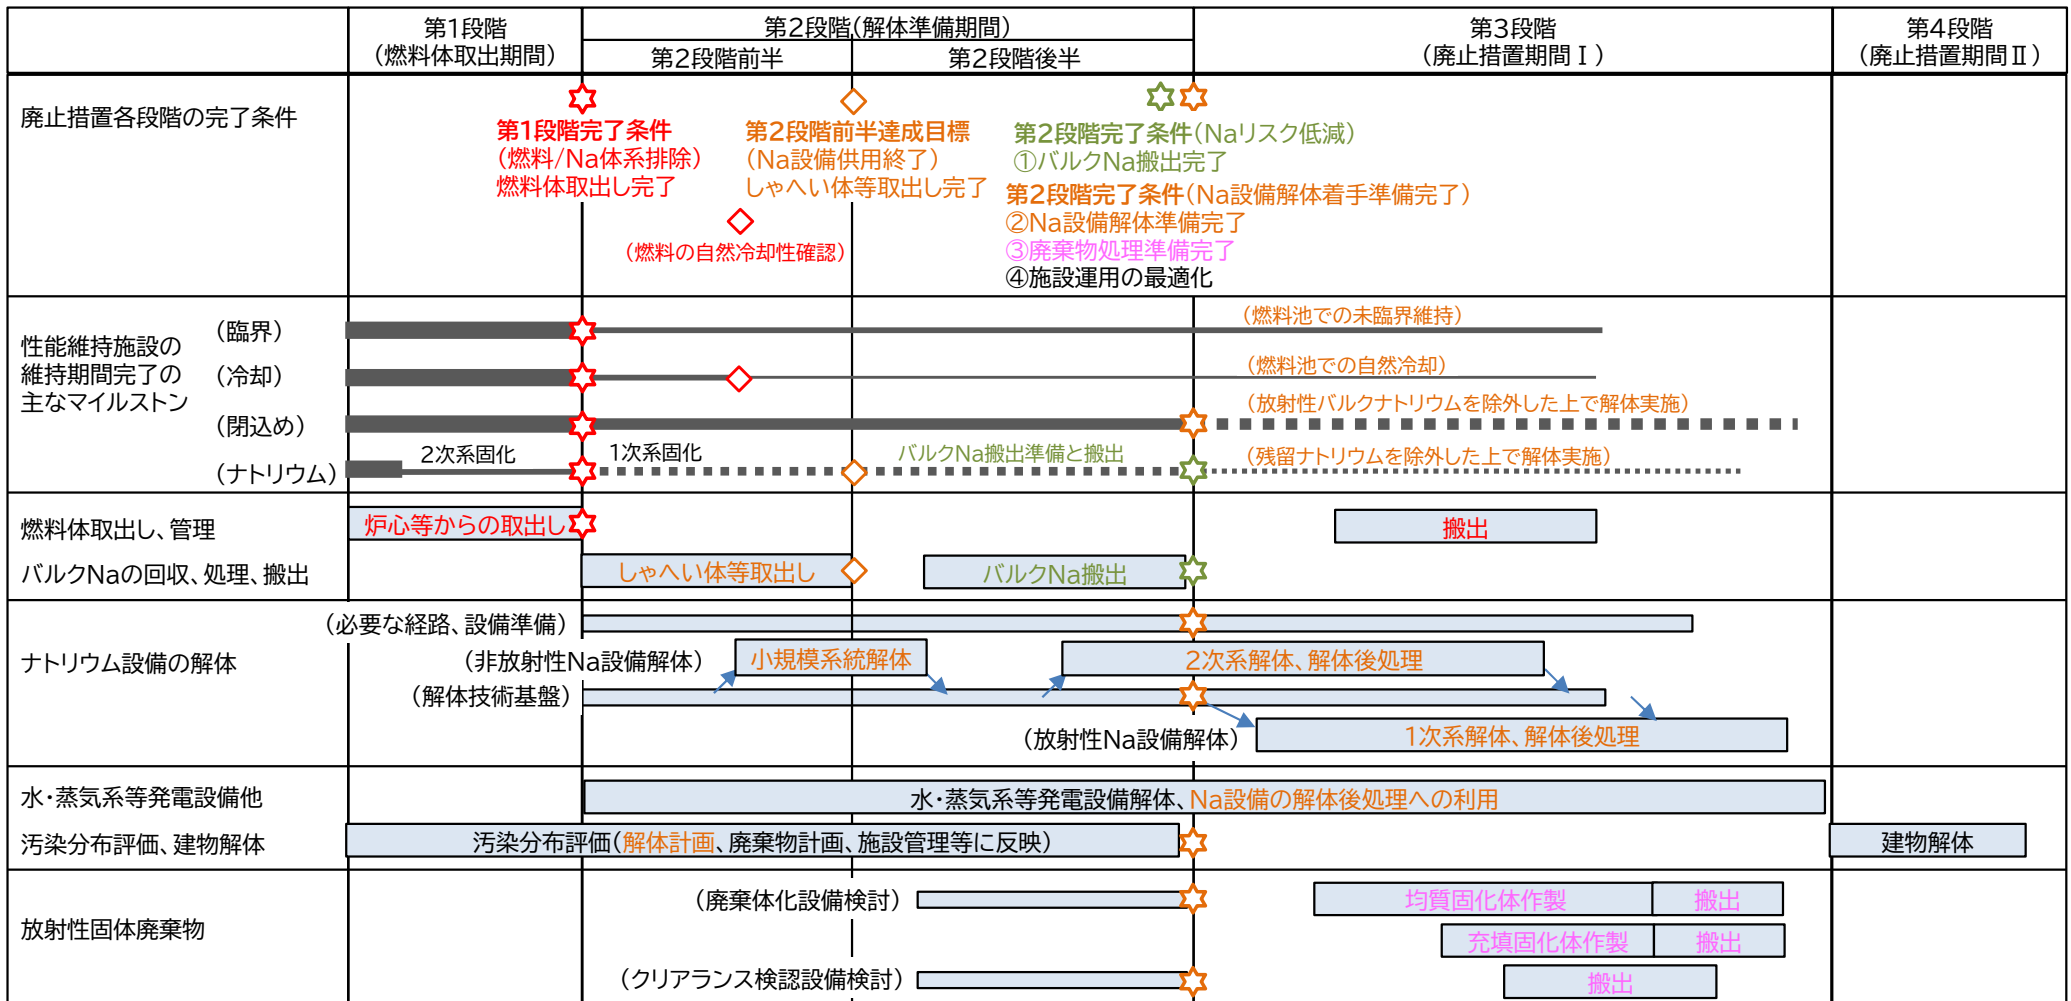 第1段階
（燃料体取出期間）
第2段階（解体準備期間）
第2段階前半
第2段階後半
第3段階
（廃止措置期間Ⅰ）
第4段階
（廃止措置期間Ⅱ）
廃止措置各段階の完了条件
第1段階完了条件
（燃料/Na体系排除）
燃料体取出し完了
（燃料の自然冷却性確認）
第2段階前半達成目標
（Na設備供用終了）
しゃへい体等取出し完了
第2段階完了条件（Naリスク低減）
①バルクNa搬出完了
第2段階完了条件（Na設備解体着手準備完了）
②Na設備解体準備完了
③廃棄物処理準備完了
④施設運用の最適化
性能維持施設の
維持期間完了の
主なマイルストン
（臨界）
（燃料池での未臨界維持）
（冷却）
（燃料池での自然冷却）
（閉込め）
（放射性バルクナトリウムを除外した上で解体実施）
（ナトリウム）
2次系固化
1次系固化
バルクNa搬出準備と搬出
（残留ナトリウムを除外した上で解体実施）
燃料体取出し、管理
炉心等からの取出し
搬出
バルクNaの回収、処理、搬出
しゃへい体等取出し
バルクNa搬出
ナトリウム設備の解体
（必要な経路、設備準備）
（非放射性Na設備解体）
小規模系統解体
2次系解体、解体後処理
（解体技術基盤）
（放射性Na設備解体）
1次系解体、解体後処理
水・蒸気系等発電設備他
水・蒸気系等発電設備解体、Na設備の解体後処理への利用
汚染分布評価、建物解体
汚染分布評価（解体計画、廃棄物計画、施設管理等に反映）
建物解体
放射性固体廃棄物
（廃棄体化設備検討）
均質固化体作製
搬出
充填固化体作製
搬出
（クリアランス検認設備検討）
搬出